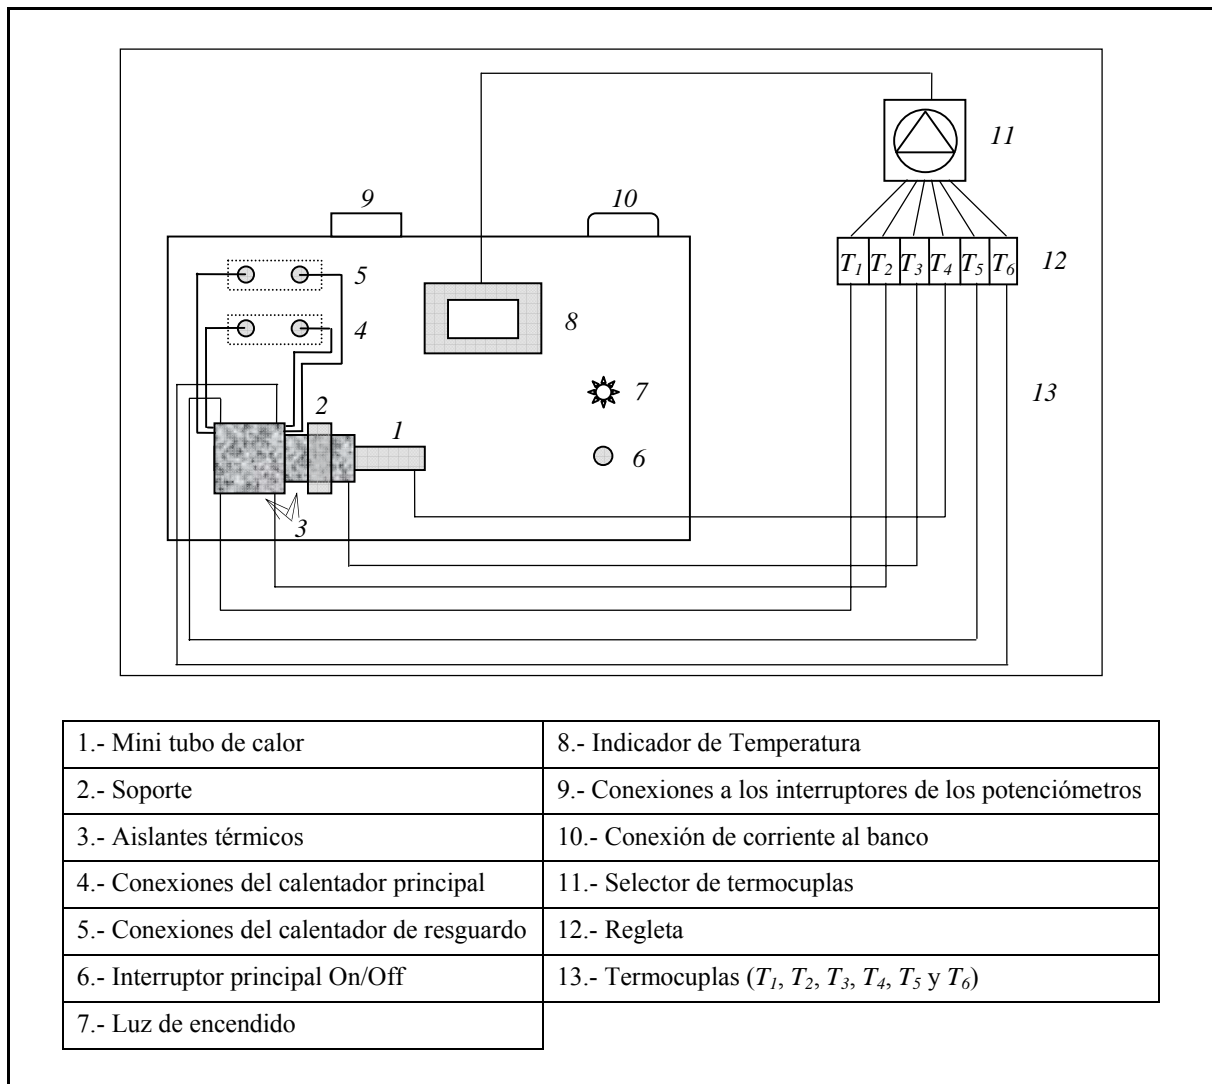 11
9
10
T1 T2 T3 T4 T5 T6
12
5
8
4
7
13
2
1
6
3
1.- Mini tubo de calor
8.- Indicador de Temperatura
2.- Soporte
9.- Conexiones a los interruptores de los potenciómetros
3.- Aislantes térmicos
10.- Conexión de corriente al banco
4.- Conexiones del calentador principal
11.- Selector de termocuplas
5.- Conexiones del calentador de resguardo
12.- Regleta
6.- Interruptor principal On/Off
13.- Termocuplas (T1, T2, T3, T4, T5 y T6)
7.- Luz de encendido